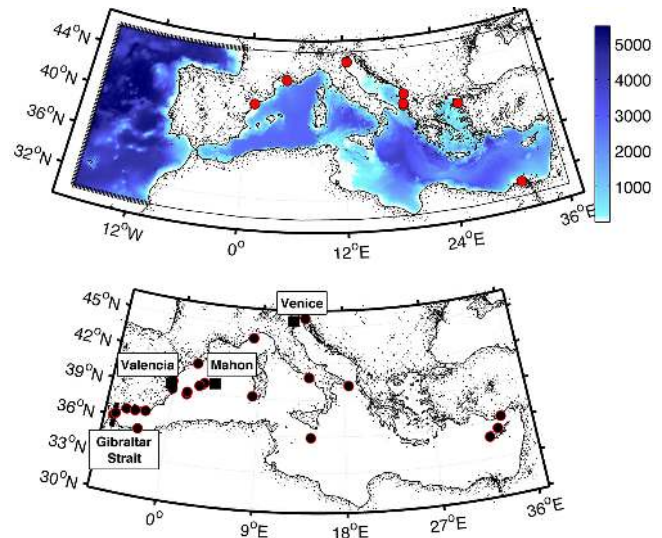 44°N
40°N
36°N
32°N
12°W
0°
12°E
24°E
36°E
5000
4000
3000
2000
1000
45°N
42°N
39°N
36°N
33°N
30°N
Venice
Valencia
Mahon
Gibraltar
Strait
0°
9°E
18°E
27°E
36°E